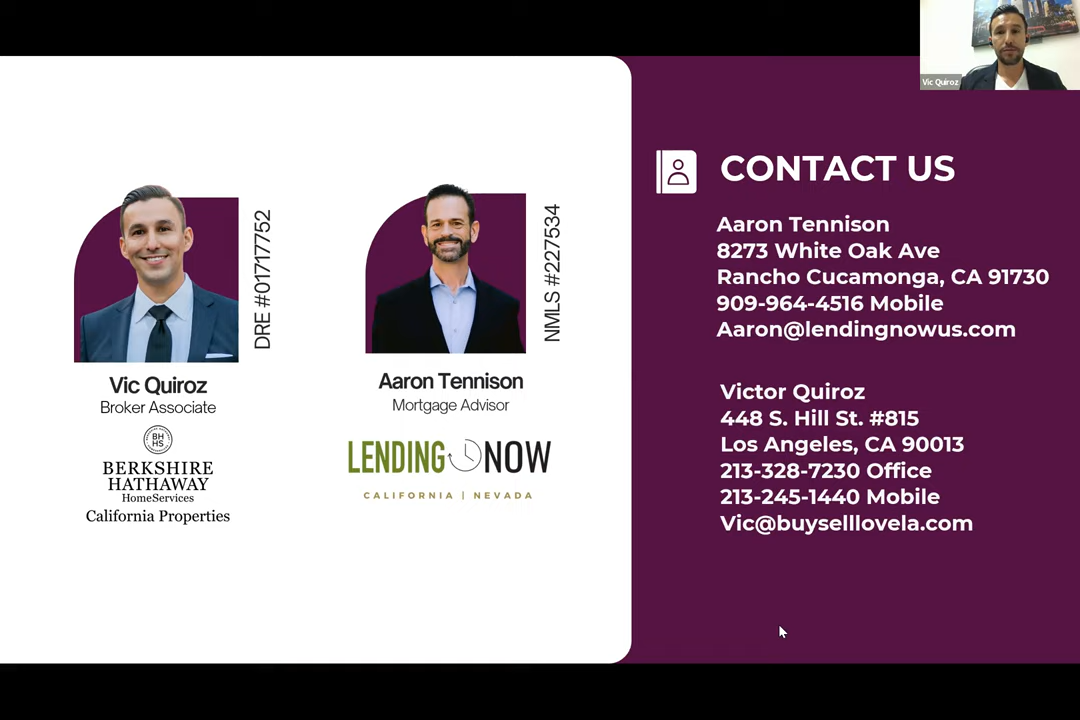 Vic Quiroz
CONTACT US
Aaron Tennison
8273 White Oak Ave
Rancho Cucamonga, CA 91730
909-964-4516 Mobile
Aaron@lendingnowus.com
Victor Quiroz
448 S. Hill St. #815
Los Angeles, CA 90013
213-328-7230 Office
213-245-1440 Mobile
Vic@buyselllovela.com
DRE #01717752
Vic Quiroz
Broker Associate
BH
HS
BERKSHIRE
HATHAWAY
HomeServices
California Properties
NMLS #227534
Aaron Tennison
Mortgage Advisor
LENDING NOW
CALIFORNIA | NEVADA